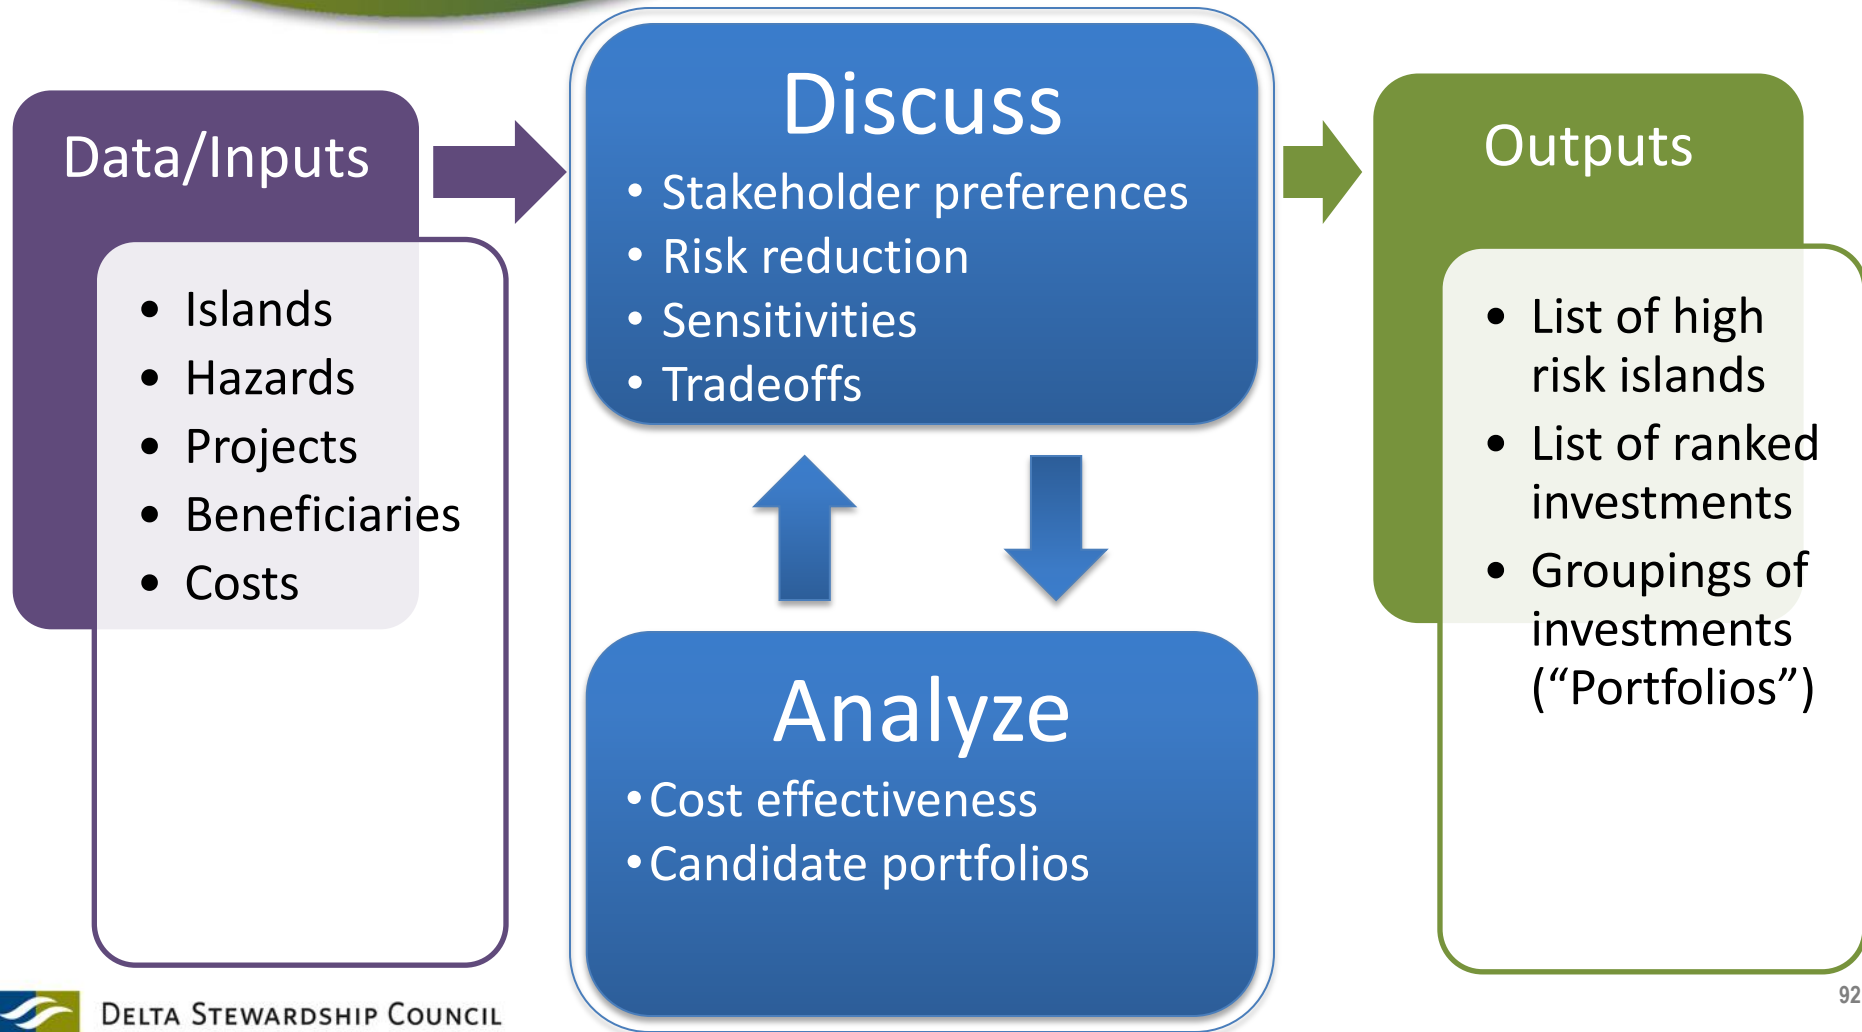 Data/Inputs
• Islands
• Hazards
• Projects
• Beneficiaries
• Costs
Discuss
• Stakeholder preferences
• Risk reduction
• Sensitivities
• Tradeoffs
Analyze
• Cost effectiveness
• Candidate portfolios
Outputs
• List of high
risk islands
• List of ranked
investments
• Groupings of
investments
(“Portfolios”)
DELTA STEWARDSHIP COUNCIL
92